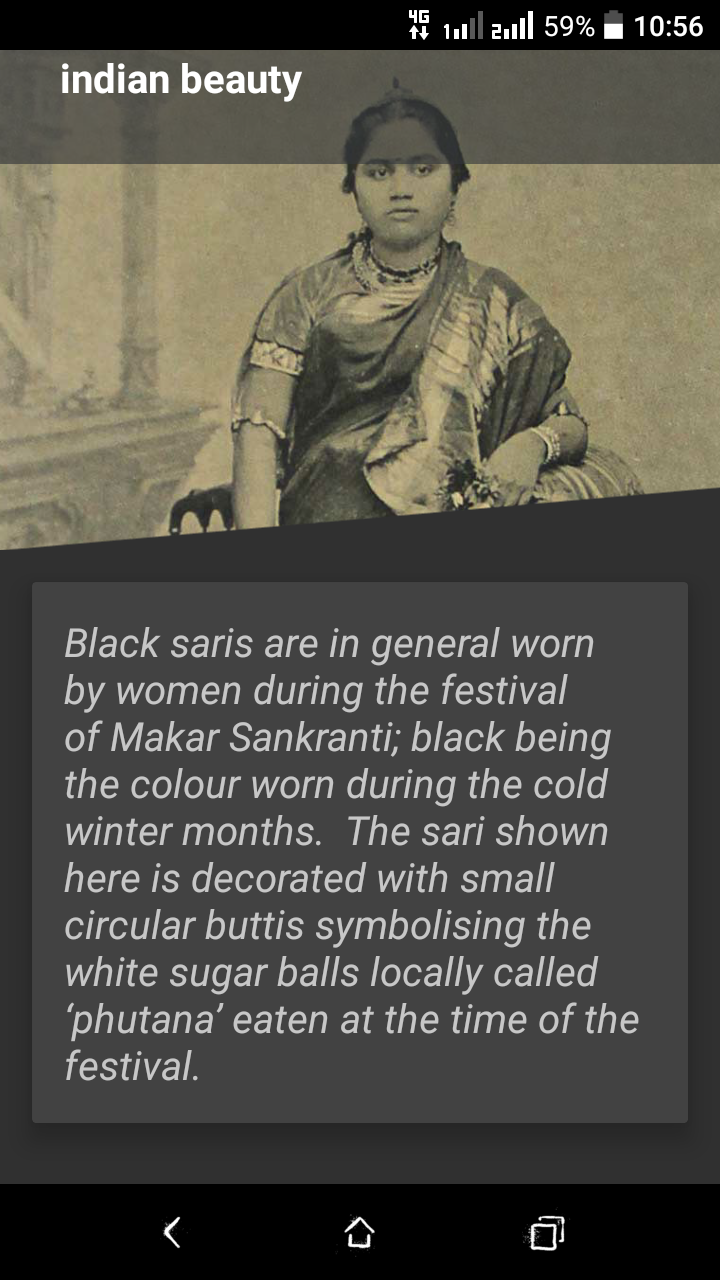 4G 1 2 59% 10:56
indian beauty
Black saris are in general worn
by women during the festival
of Makar Sankranti; black being
the colour worn during the cold
winter months.  The sari shown
here is decorated with small
circular buttis symbolising the
white sugar balls locally called
‘phutana’ eaten at the time of the
festival.